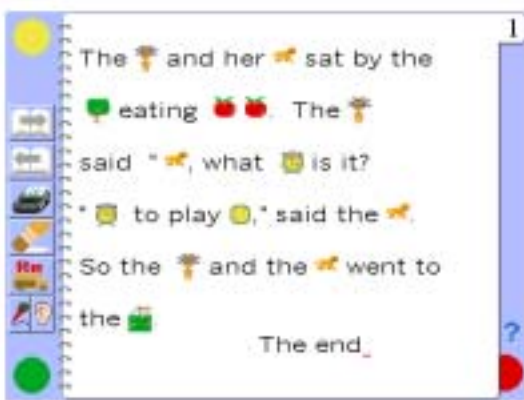 1
The and her sat by the
eating The
said ", what is it?
" to play ," said the .
So the and the went to
the
The end
?